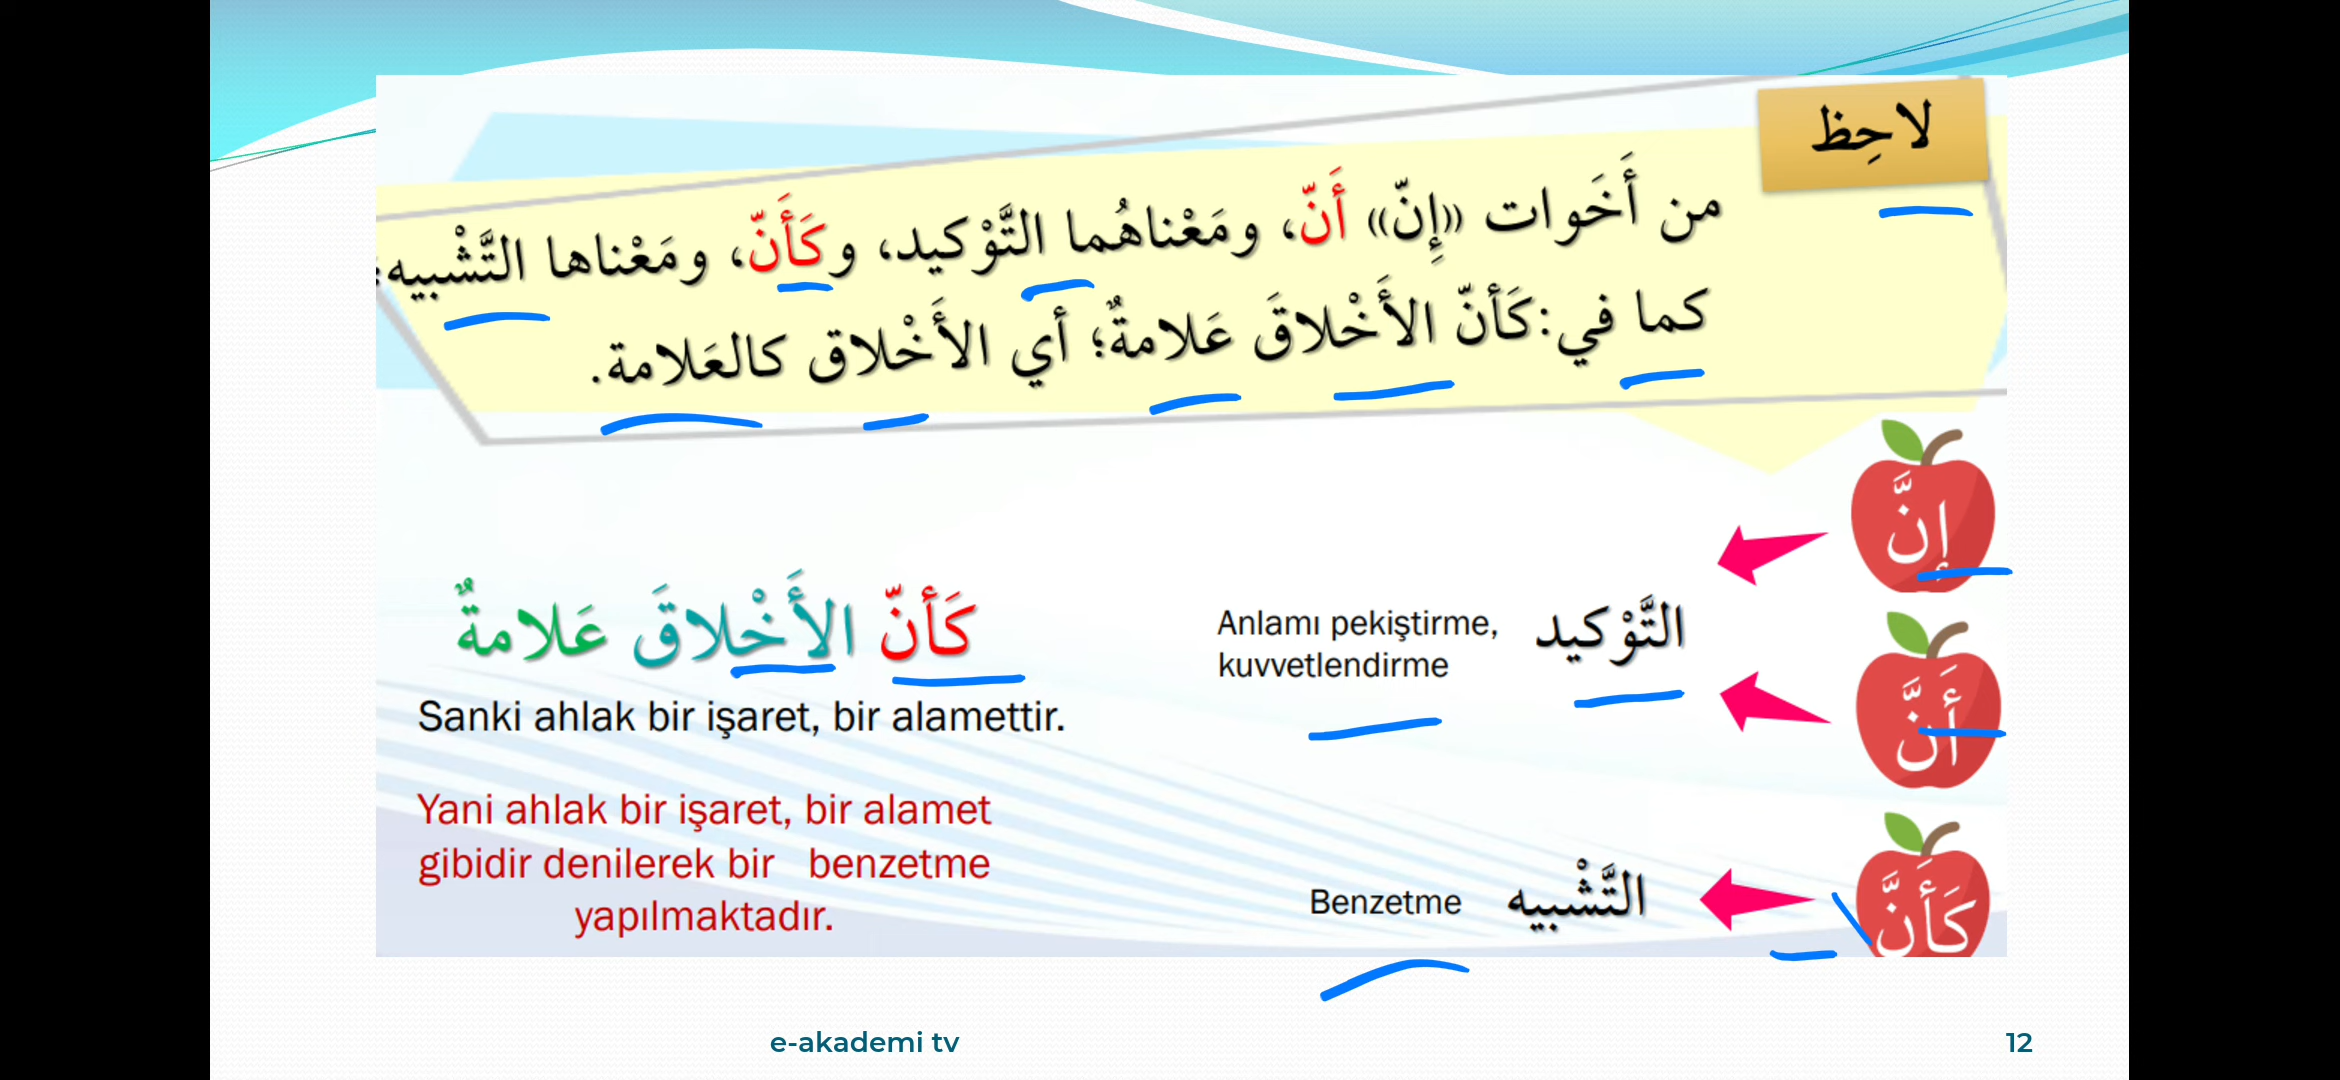 لاحِظ
من أَخَوات «إِنّ» أَنّ، ومَعْناهُما التَّوْكيد، وكَأَنّ، ومَعْناها التَّشْبيه؛
كما في:كَأنّ الأَخْلاقَ عَلامةٌ؛ أي الأَخْلاق كالعَلامة.
إِنَّ
التَّوْكيد
Anlamı pekiştirme,
kuvvetlendirme
أَنَّ
كَأَنَّ
التَّشْبيه
Benzetme
كَأنّ الأَخْلاقَ عَلامةٌ
Sanki ahlak bir işaret, bir alamettir.
Yani ahlak bir işaret, bir alamet
gibidir denilerek bir benzetme
yapılmaktadır.
e-akademi tv
12